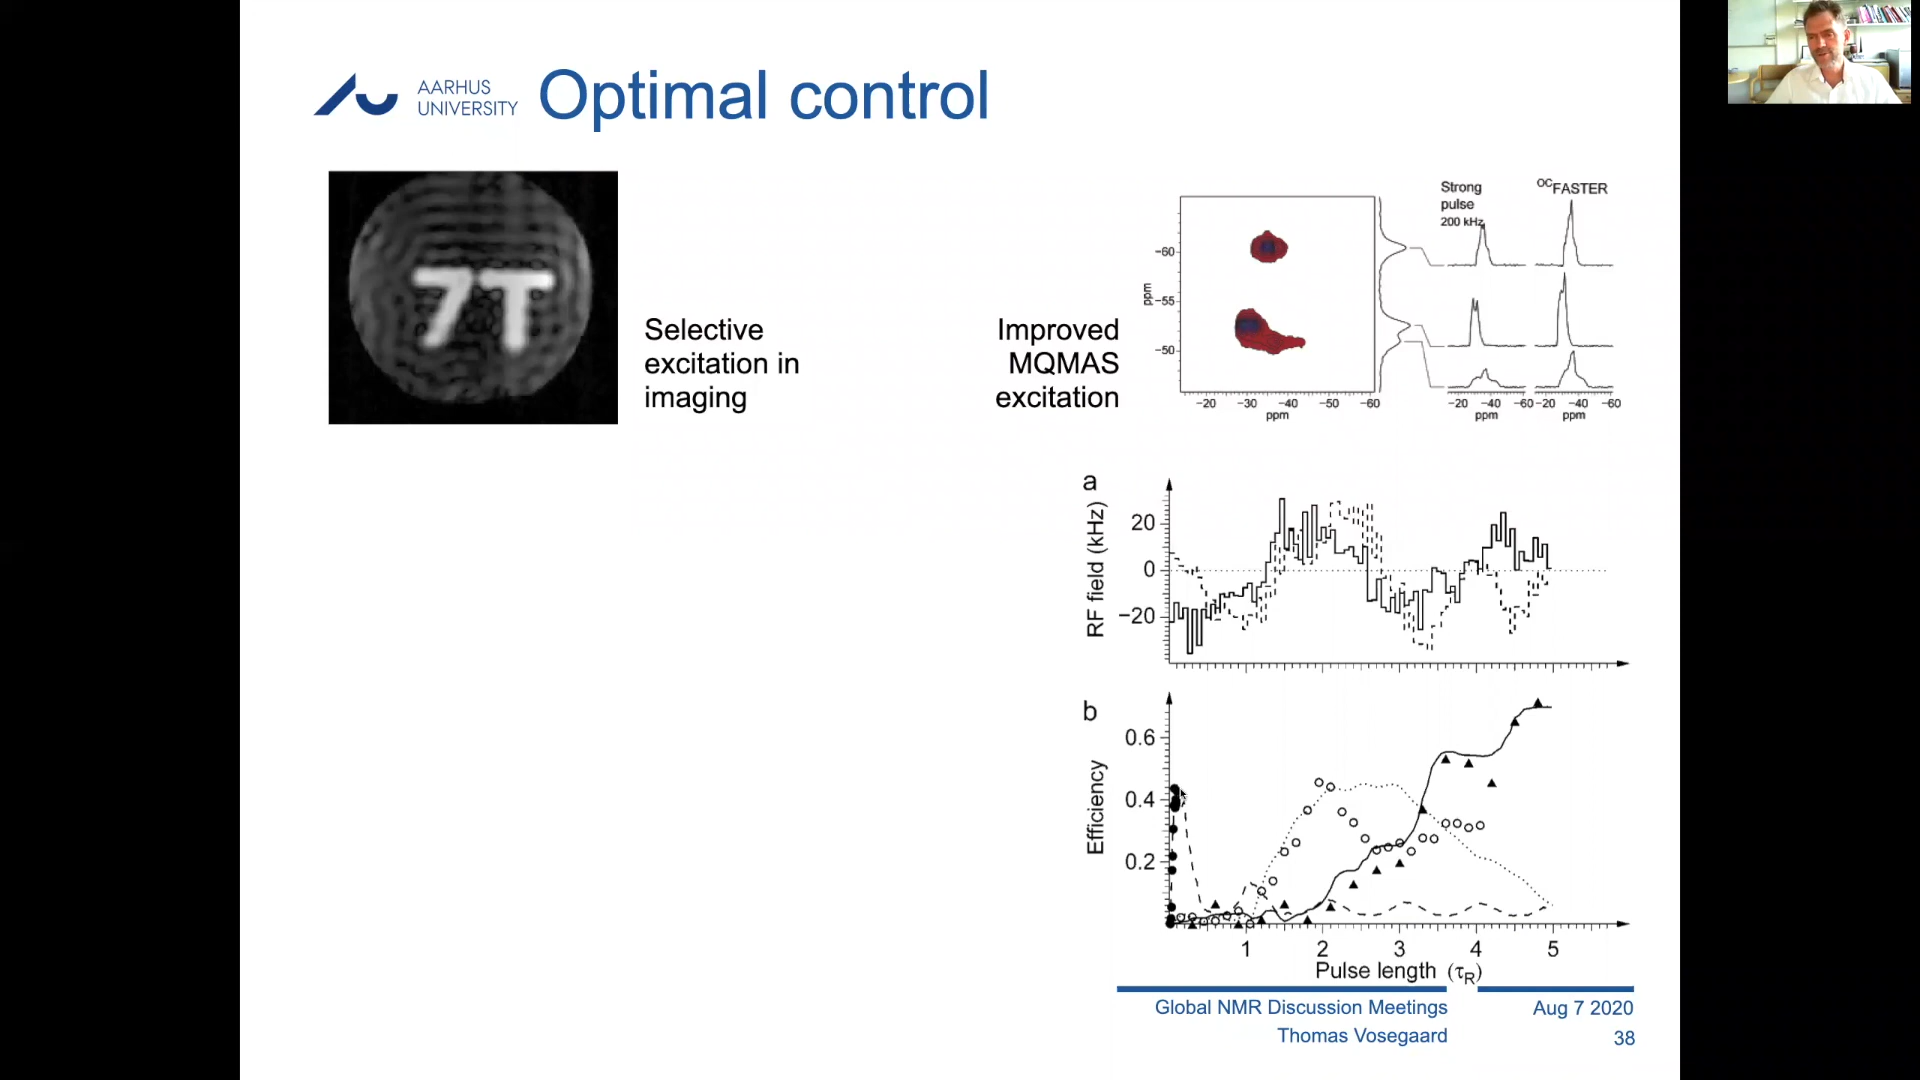 AARHUS
UNIVERSITY
Optimal control
7T
Selective
excitation in
imaging
Improved
MQMAS
excitation
Strong
pulse
200 kHz
OCFASTER
−60
−55
−50
ppm
−20 −30 −40 −50 −60
ppm
−20 −40 −60
ppm
−20 −40 −60
ppm
a
RF field (kHz)
20
0
−20
b
Efficiency
0.6
0.4
0.2
1 2 3 4 5
Pulse length (τR)
Global NMR Discussion Meetings
Aug 7 2020
Thomas Vosegaard
38